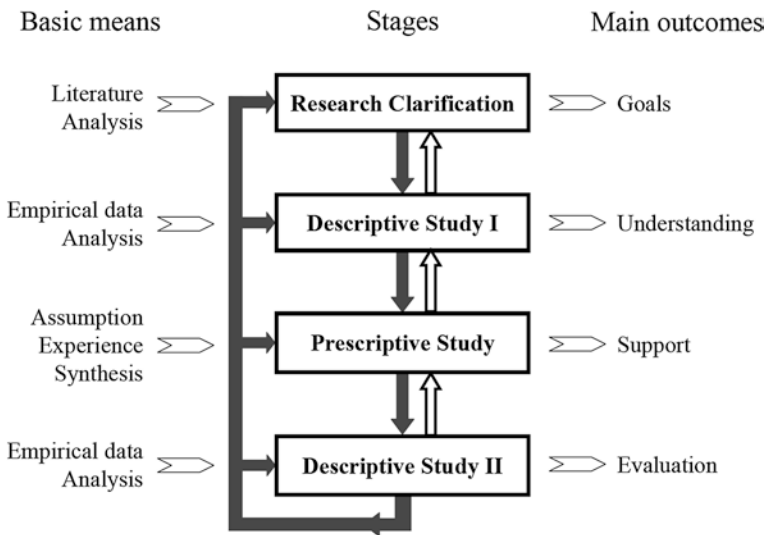 Basic means Stages Main outcomes
Literature
Analysis
Research Clarification
Goals
Empirical data
Analysis
Descriptive Study I
Understanding
Assumption
Experience
Synthesis
Prescriptive Study
Support
Empirical data
Analysis
Descriptive Study II
Evaluation